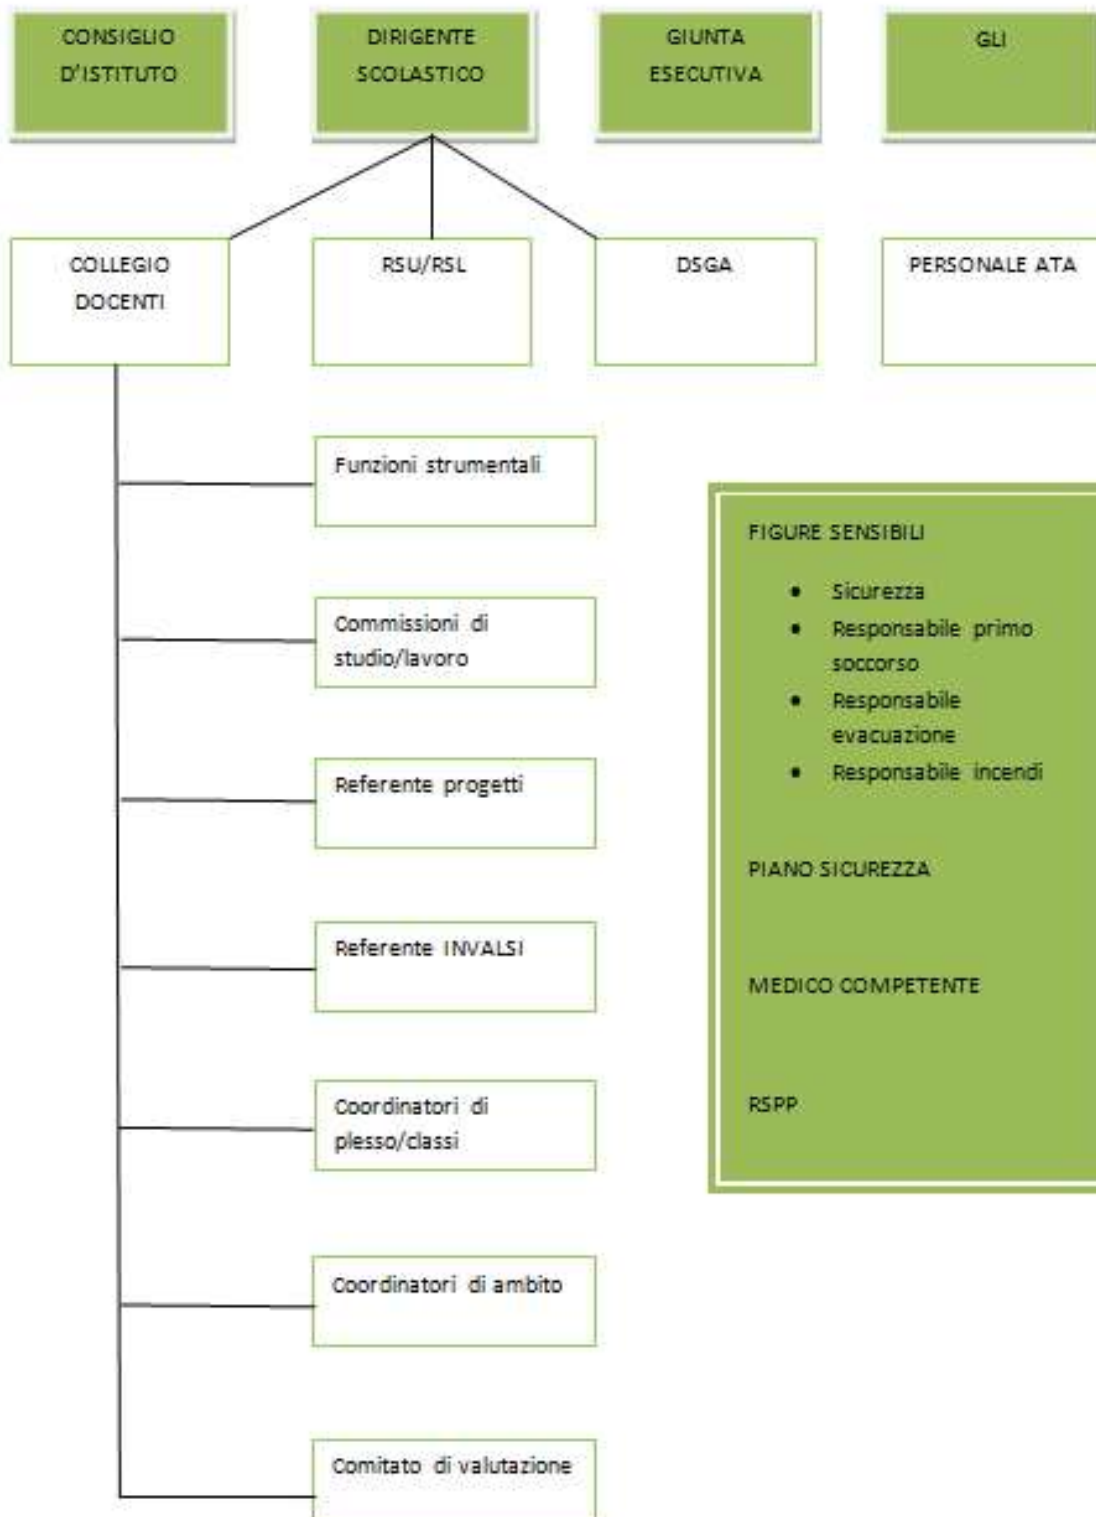 CONSIGLIO
D'ISTITUTO
DIRIGENTE
SCOLASTICO
GIUNTA
ESECUTIVA
GLI
COLLEGIO
DOCENTI
RSU/RSL
DSGA
PERSONALE ATA
Funzioni strumentali
Commissioni di
studio/lavoro
Referente progetti
Referente INVALSI
Coordinatori di
plesso/classi
Coordinatori di ambito
Comitato di valutazione
FIGURE SENSIBILI
• Sicurezza
• Responsabile primo
soccorso
• Responsabile
evacuazione
• Responsabile incendi
PIANO SICUREZZA
MEDICO COMPETENTE
RSPP